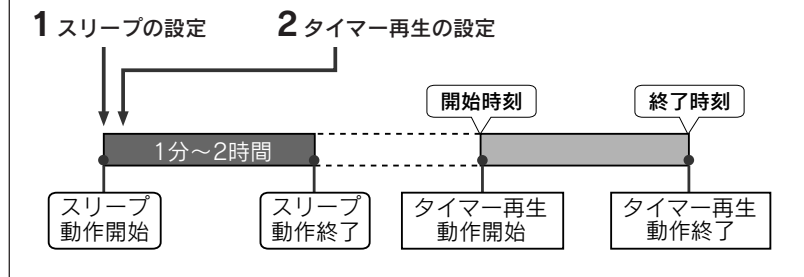 1 スリープの設定
2 タイマー再生の設定
開始時刻
終了時刻
1分～2時間
スリープ
動作開始
スリープ
動作終了
タイマー再生
動作開始
タイマー再生
動作終了